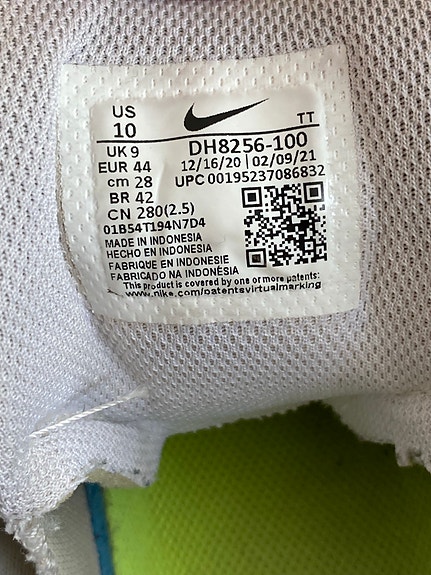 US
10
TT
UK 9
DH8256-100
EUR 44
12/16/20 | 02/09/21
cm 28
UPC 00195237086832
BR 42
CN 280(2.5)
01B54T194N7D4
MADE IN INDONESIA
HECHO EN INDONESIA
FABRIQUE EN INDONESIE
FABRICADO NA INDONÉSIA
This product is covered by one or more patents:
www.nike.com/patentsvirtualmarking